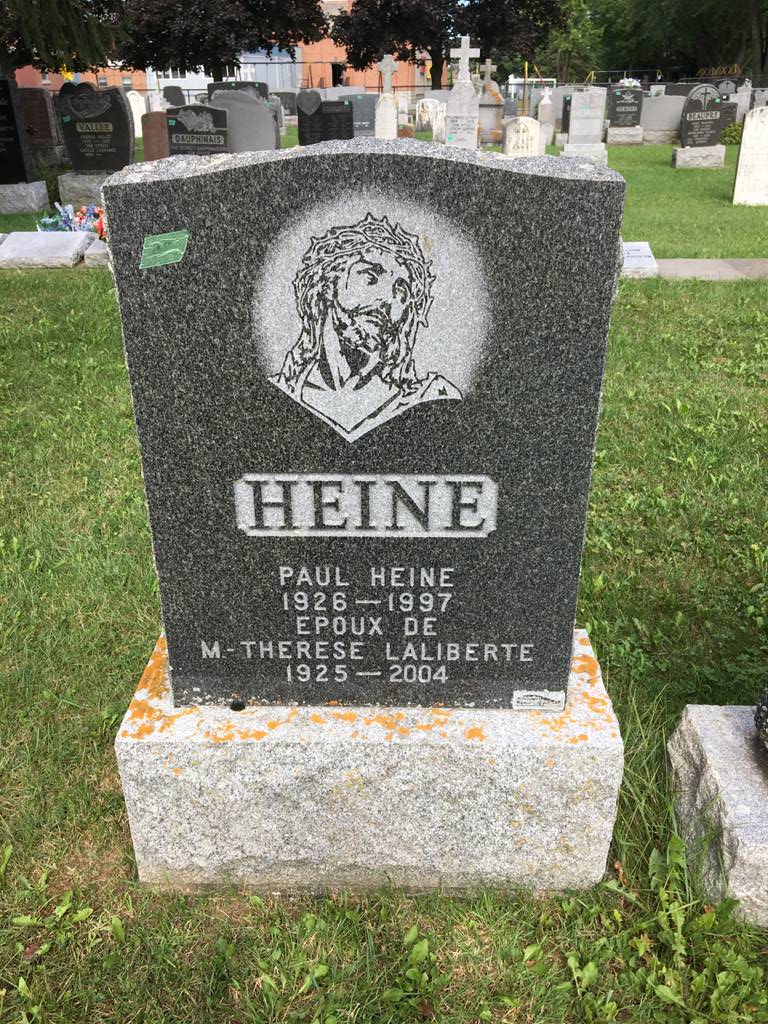 VALLEE
DAUPHINAIS
BEAUPRE
HEINE
PAUL HEINE
1926—1997
EPOUX DE
M.-THERESE LALIBERTE
1925—2004